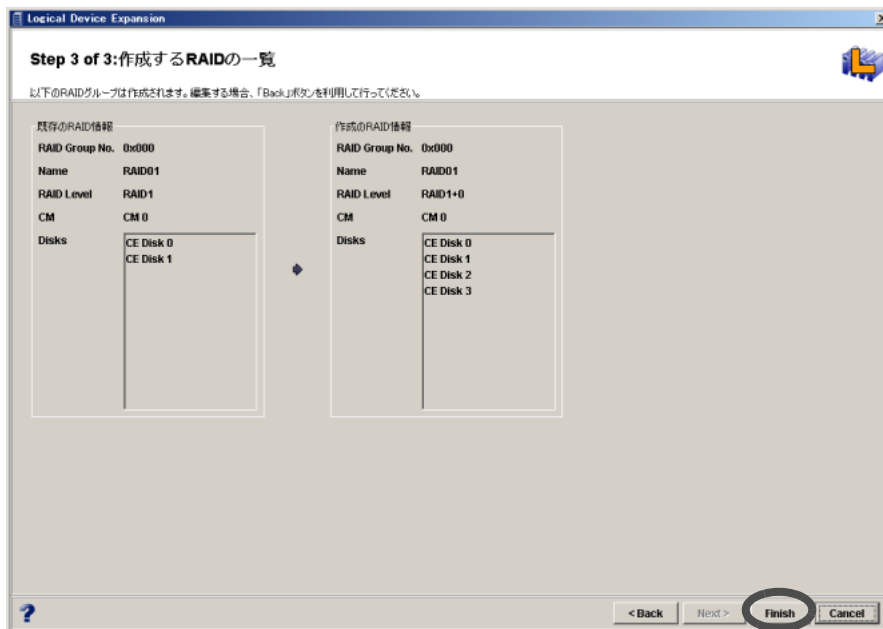 Logical Device Expansion
Step 3 of 3:作成するRAIDの一覧
以下のRAIDグループは作成されます。編集する場合、「Back」ボタンを利用して行ってください。
既存のRAID情報
RAID Group No. 0x000
Name RAID01
RAID Level RAID1
CM CM 0
Disks CE Disk 0
CE Disk 1
作成のRAID情報
RAID Group No. 0x000
Name RAID01
RAID Level RAID1+0
CM CM 0
Disks CE Disk 0
CE Disk 1
CE Disk 2
CE Disk 3
? < Back Next > Finish Cancel